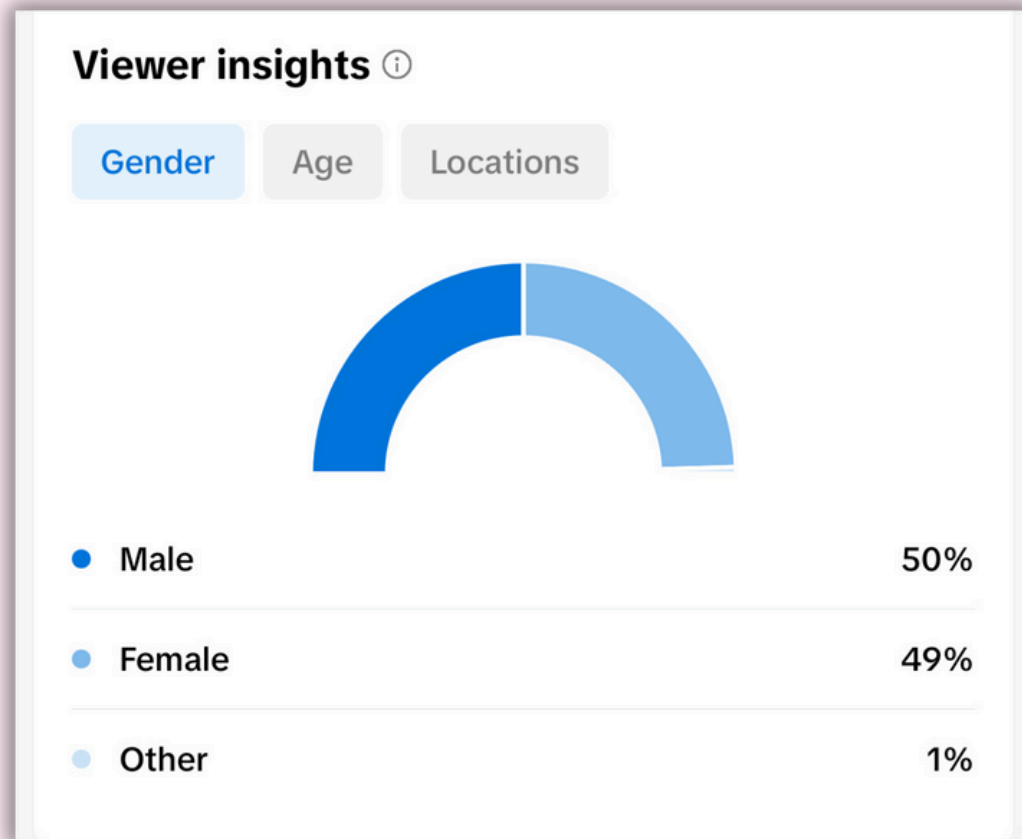 Viewer insights
Gender Age Locations
Male 50%
Female 49%
Other 1%